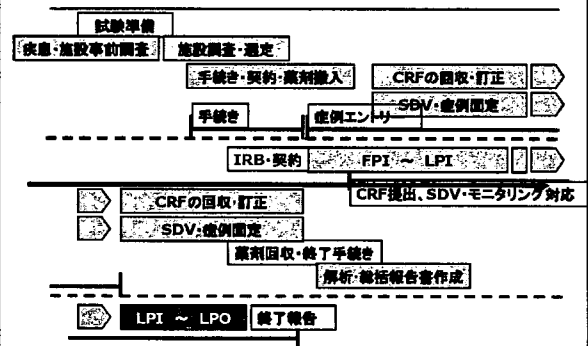 試験準備
疾患・施設事前調査
施設調査・選定
手続き・契約・薬剤搬入
CRFの回収・訂正
SDV・症例固定
手続き
症例エントリー
IRB・契約
FPI ～ LPI
CRF提出、SDV・モニタリング対応
CRFの回収・訂正
SDV・症例固定
薬剤回収・終了手続き
解析・総括報告書作成
LPI ～ LPO
終了報告